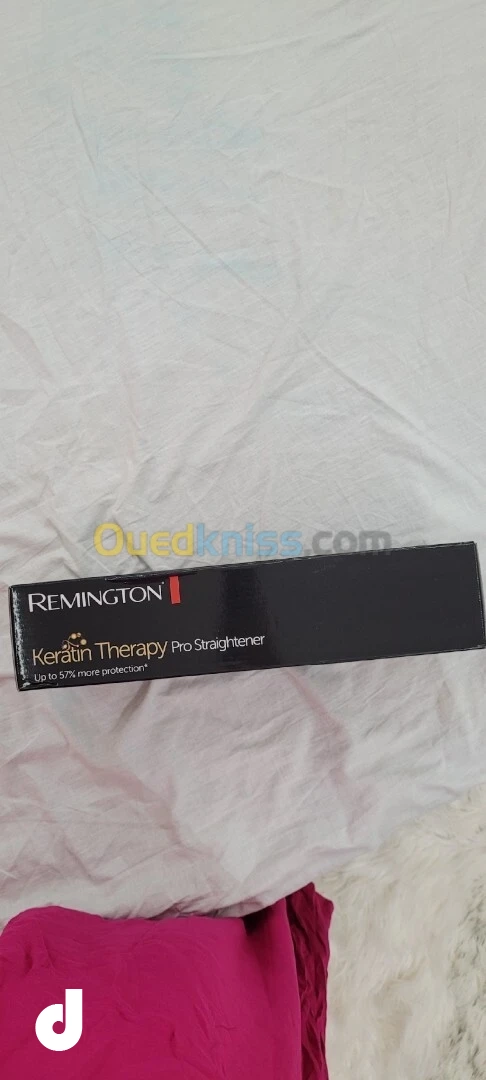 Ouedkniss.com
REMINGTON
Keratin Therapy Pro Straightener
Up to 57% more protection*
d